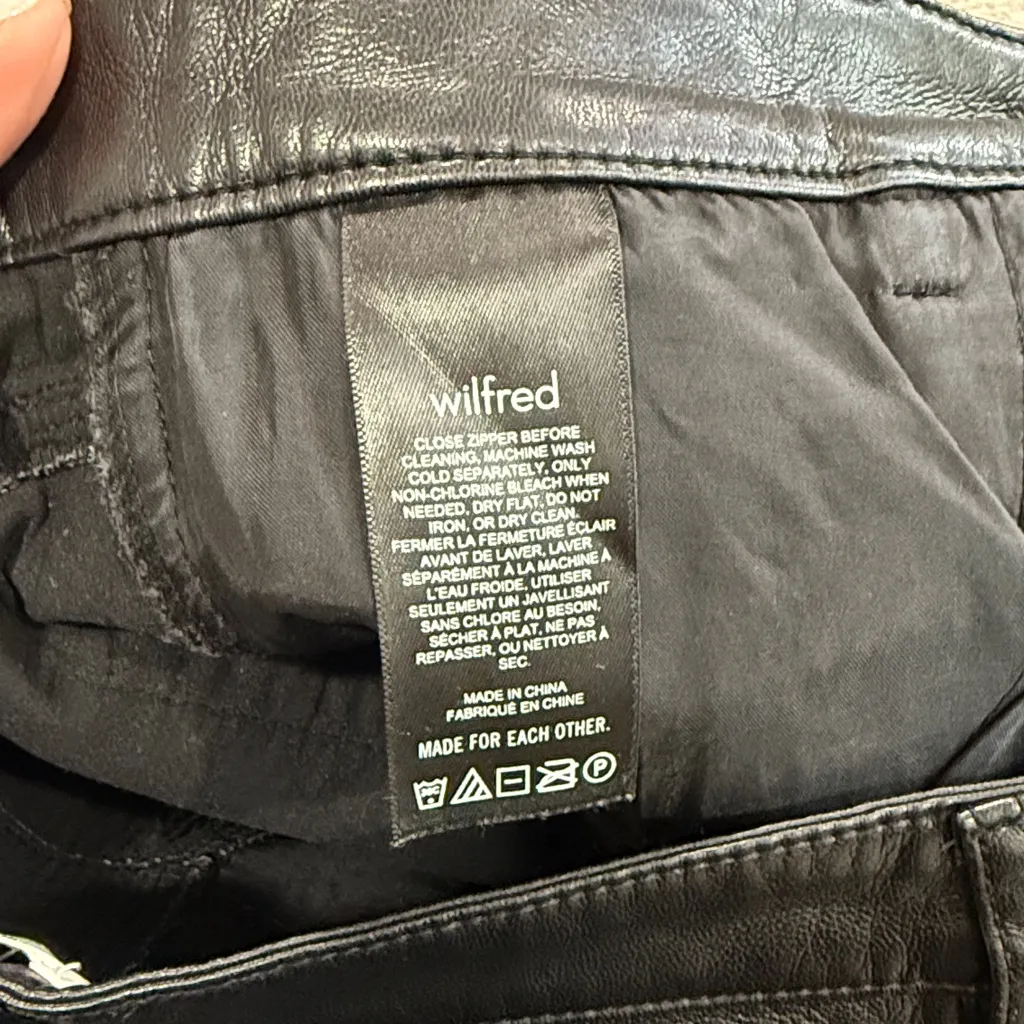 wilfred
CLOSE ZIPPER BEFORE
CLEANING, MACHINE WASH
COLD SEPARATELY, ONLY
NON-CHLORINE BLEACH WHEN
NEEDED, DRY FLAT, DO NOT
IRON, OR DRY CLEAN.
FERMER LA FERMETURE ÉCLAIR
AVANT DE LAVER, LAVER
SÉPARÉMENT À LA MACHINE À
L'EAU FROIDE, UTILISER
SEULEMENT UN JAVELLISANT
SANS CHLORE AU BESOIN,
SÉCHER À PLAT, NE PAS
REPASSER, OU NETTOYER À
SEC.
MADE IN CHINA
FABRIQUÉ EN CHINE
MADE FOR EACH OTHER.
P